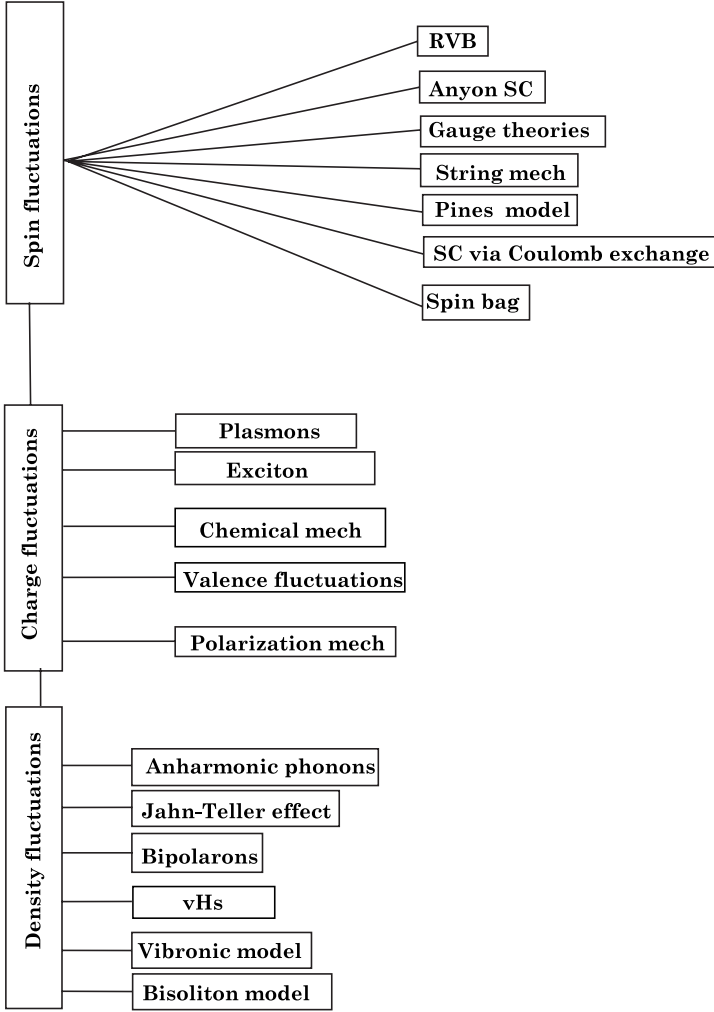 Spin fluctuations
RVB
Anyon SC
Gauge theories
String mech
Pines model
SC via Coulomb exchange
Spin bag
Charge fluctuations
Plasmons
Exciton
Chemical mech
Valence fluctuations
Polarization mech
Density fluctuations
Anharmonic phonons
Jahn-Teller effect
Bipolarons
vHs
Vibronic model
Bisoliton model